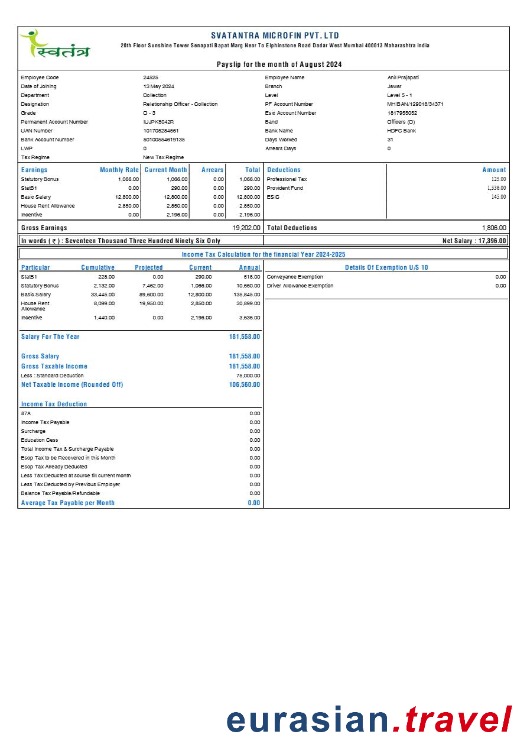 स्वतंत्र
SVATANTRA MICROFIN PVT. LTD
20th Floor Sunshine Tower Senapati Bapat Marg Near To Elphinstone Road Dadar West Mumbai 400013 Maharashtra India
Payslip for the month of August 2024
Employee Code 24325 Employee Name Anil Prajapati
Date of Joining 13 May 2024 Branch Jawar
Department Collection Level Level 5 - 1
Designation Relationship Officer - Collection PF Account Number
Grade O - 3 Esic Account Number
Permanent Account Number Band Officers (O)
UAN Number Bank Name HDFC Bank
Bank Account Number Days Worked 31
LWP 0 Arrears Days 0
Tax Regime New Tax Regime
Earnings Monthly Rate Current Month Arrears Total Deductions Amount
Statutory Bonus 1,066.00 1,066.00 0.00 1,066.00 Professional Tax 125.00
StatB1 0.00 290.00 0.00 290.00 Provident Fund 1,536.00
Basic Salary 12,800.00 12,800.00 0.00 12,800.00 ESIC 145.00
House Rent Allowance 2,850.00 2,850.00 0.00 2,850.00
Incentive 0.00 2,196.00 0.00 2,196.00
Gross Earnings 19,202.00 Total Deductions 1,806.00
In words ( ₹ ) : Seventeen Thousand Three Hundred Ninety Six Only Net Salary : 17,396.00
Income Tax Calculation for the financial Year 2024-2025
Particular Cumulative Projected Current Annual Details Of Exemption U/S 10
StatB1 228.00 0.00 290.00 518.00 Conveyance Exemption 0.00
Statutory Bonus 2,132.00 7,462.00 1,066.00 10,660.00 Driver Allowance Exemption 0.00
Basic Salary 33,445.00 89,600.00 12,800.00 135,845.00
House Rent
Allowance
8,099.00 19,950.00 2,850.00 30,899.00
Incentive 1,440.00 0.00 2,196.00 3,636.00
Salary For The Year 181,558.00
Gross Salary 181,558.00
Gross Taxable Income 181,558.00
Less : Standard Deduction 75,000.00
Net Taxable Income (Rounded Off) 106,560.00
Income Tax Deduction
87A 0.00
Income Tax Payable 0.00
Surcharge 0.00
Education Cess 0.00
Total Income Tax & Surcharge Payable 0.00
Esop Tax to be Recovered in this Month 0.00
Esop Tax Already Deducted 0.00
Less Tax Deducted at source till current month 0.00
Less Tax Deducted by Previous Employer 0.00
Balance Tax Payable/Refundable 0.00
Average Tax Payable per Month 0.00
eurasian.travel